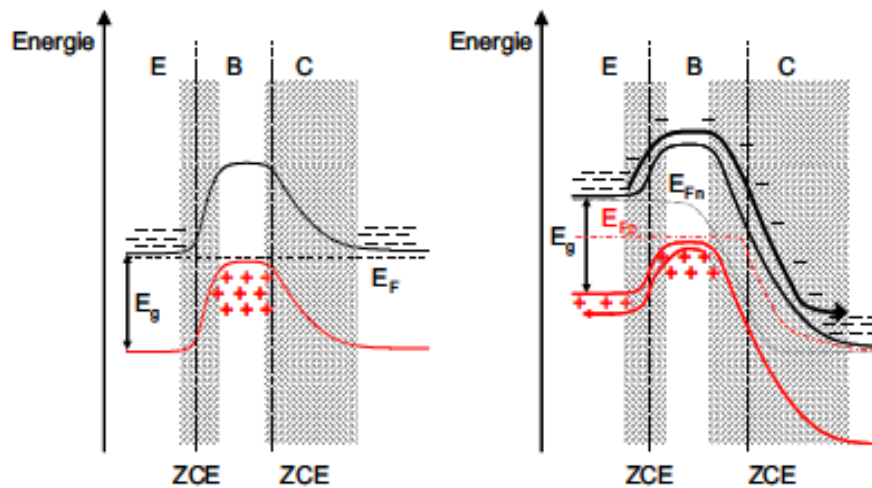 Energie
E B C
E_g
E_F
ZCE ZCE
Energie
E B C
E_Fn
E_Fp
E_g
ZCE ZCE